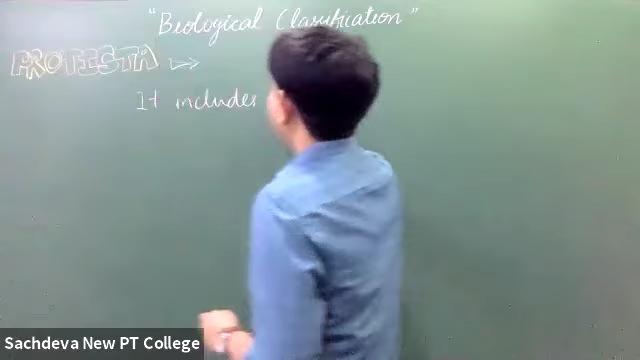 "Biological Classification"
PROTISTA
It includes
Sachdeva New PT College